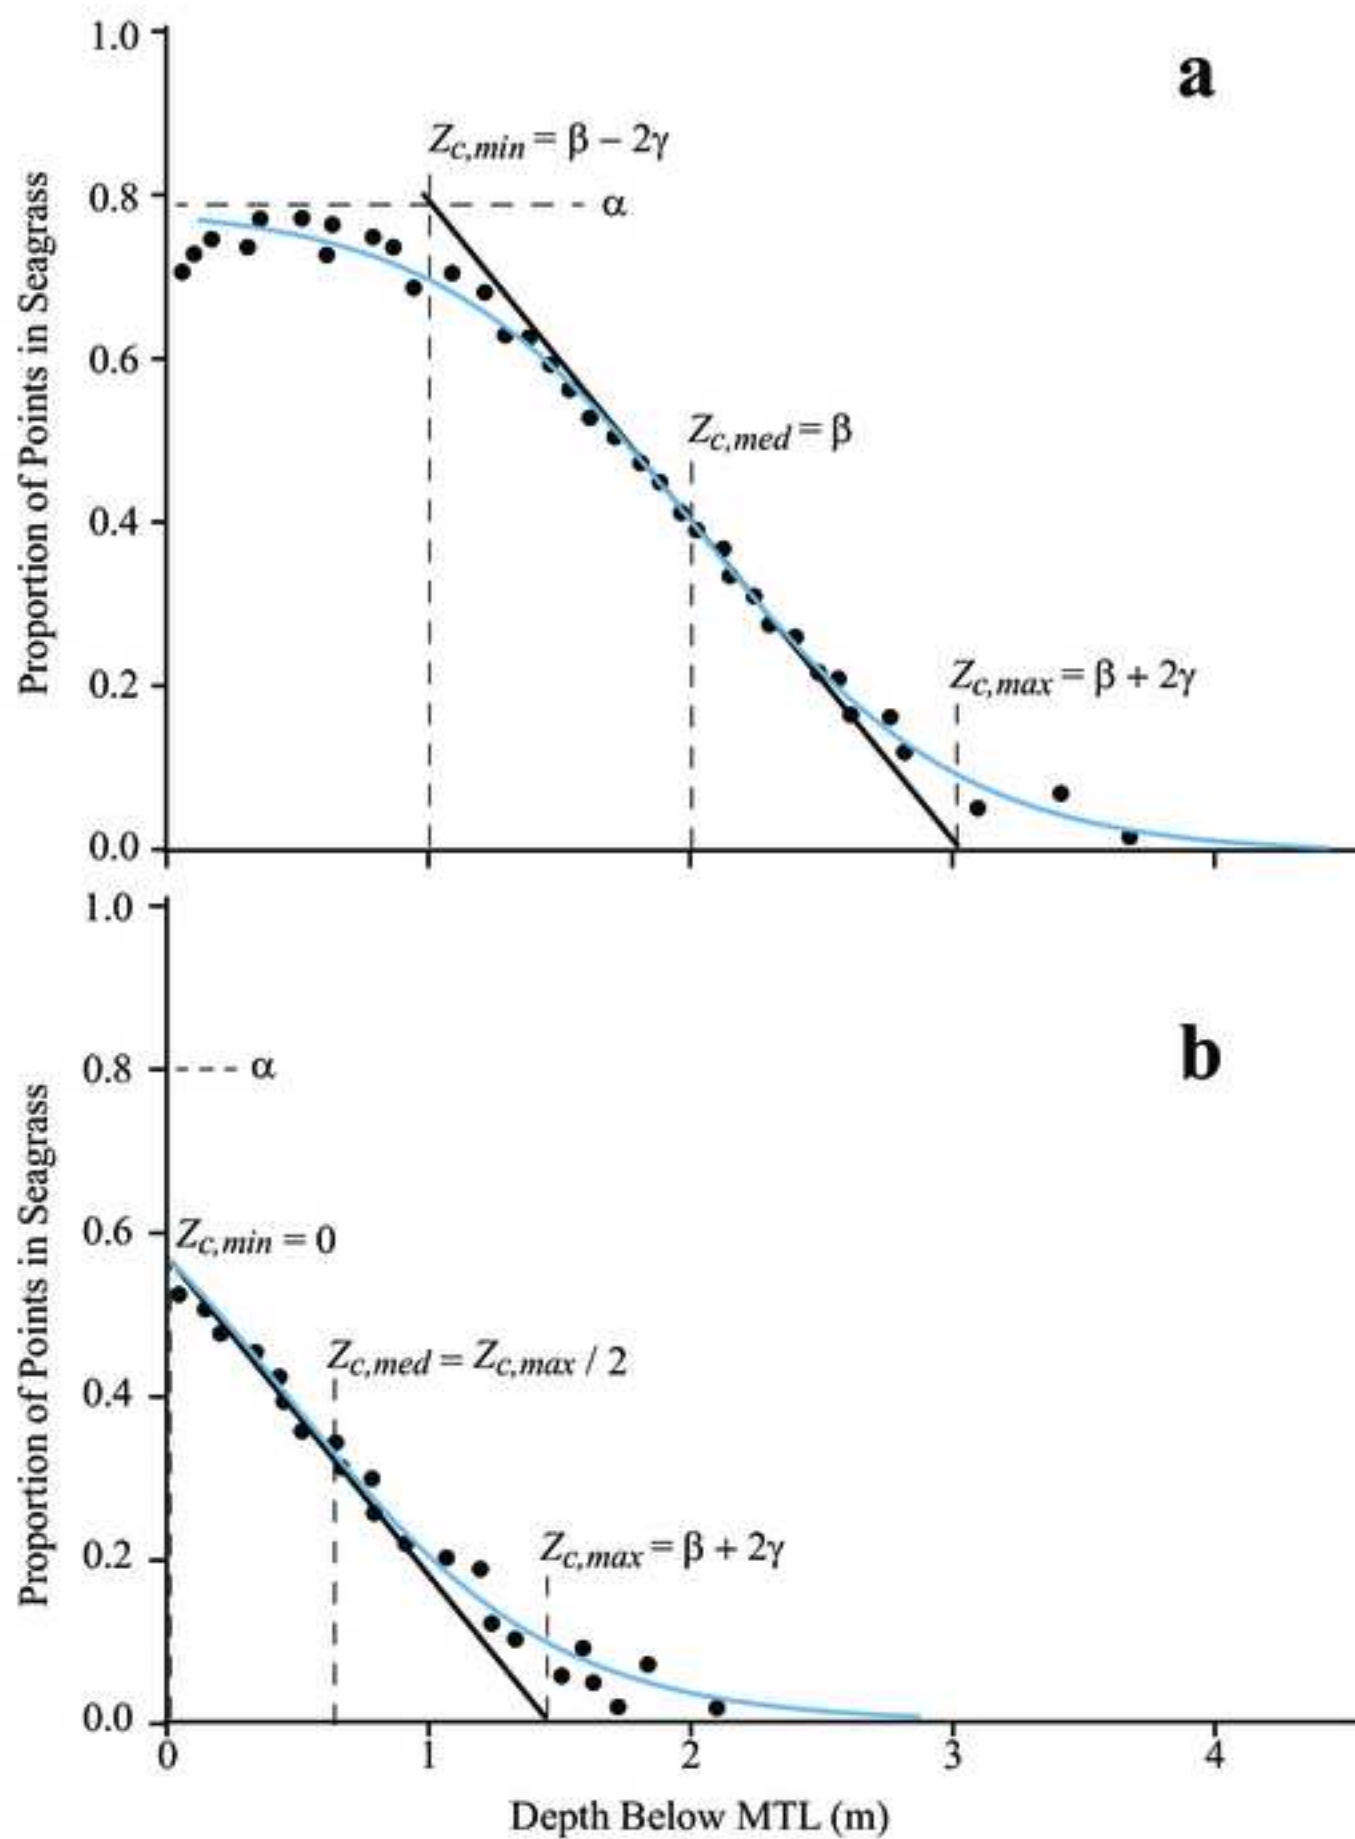 a
1.0
Z_c,min = β − 2γ
0.8
α
Proportion of Points in Seagrass
0.6
Z_c,med = β
0.4
Z_c,max = β + 2γ
0.2
0.0
b
1.0
0.8
α
Proportion of Points in Seagrass
0.6
Z_c,min = 0
Z_c,med = Z_c,max / 2
0.4
Z_c,max = β + 2γ
0.2
0.0
0 1 2 3 4
Depth Below MTL (m)